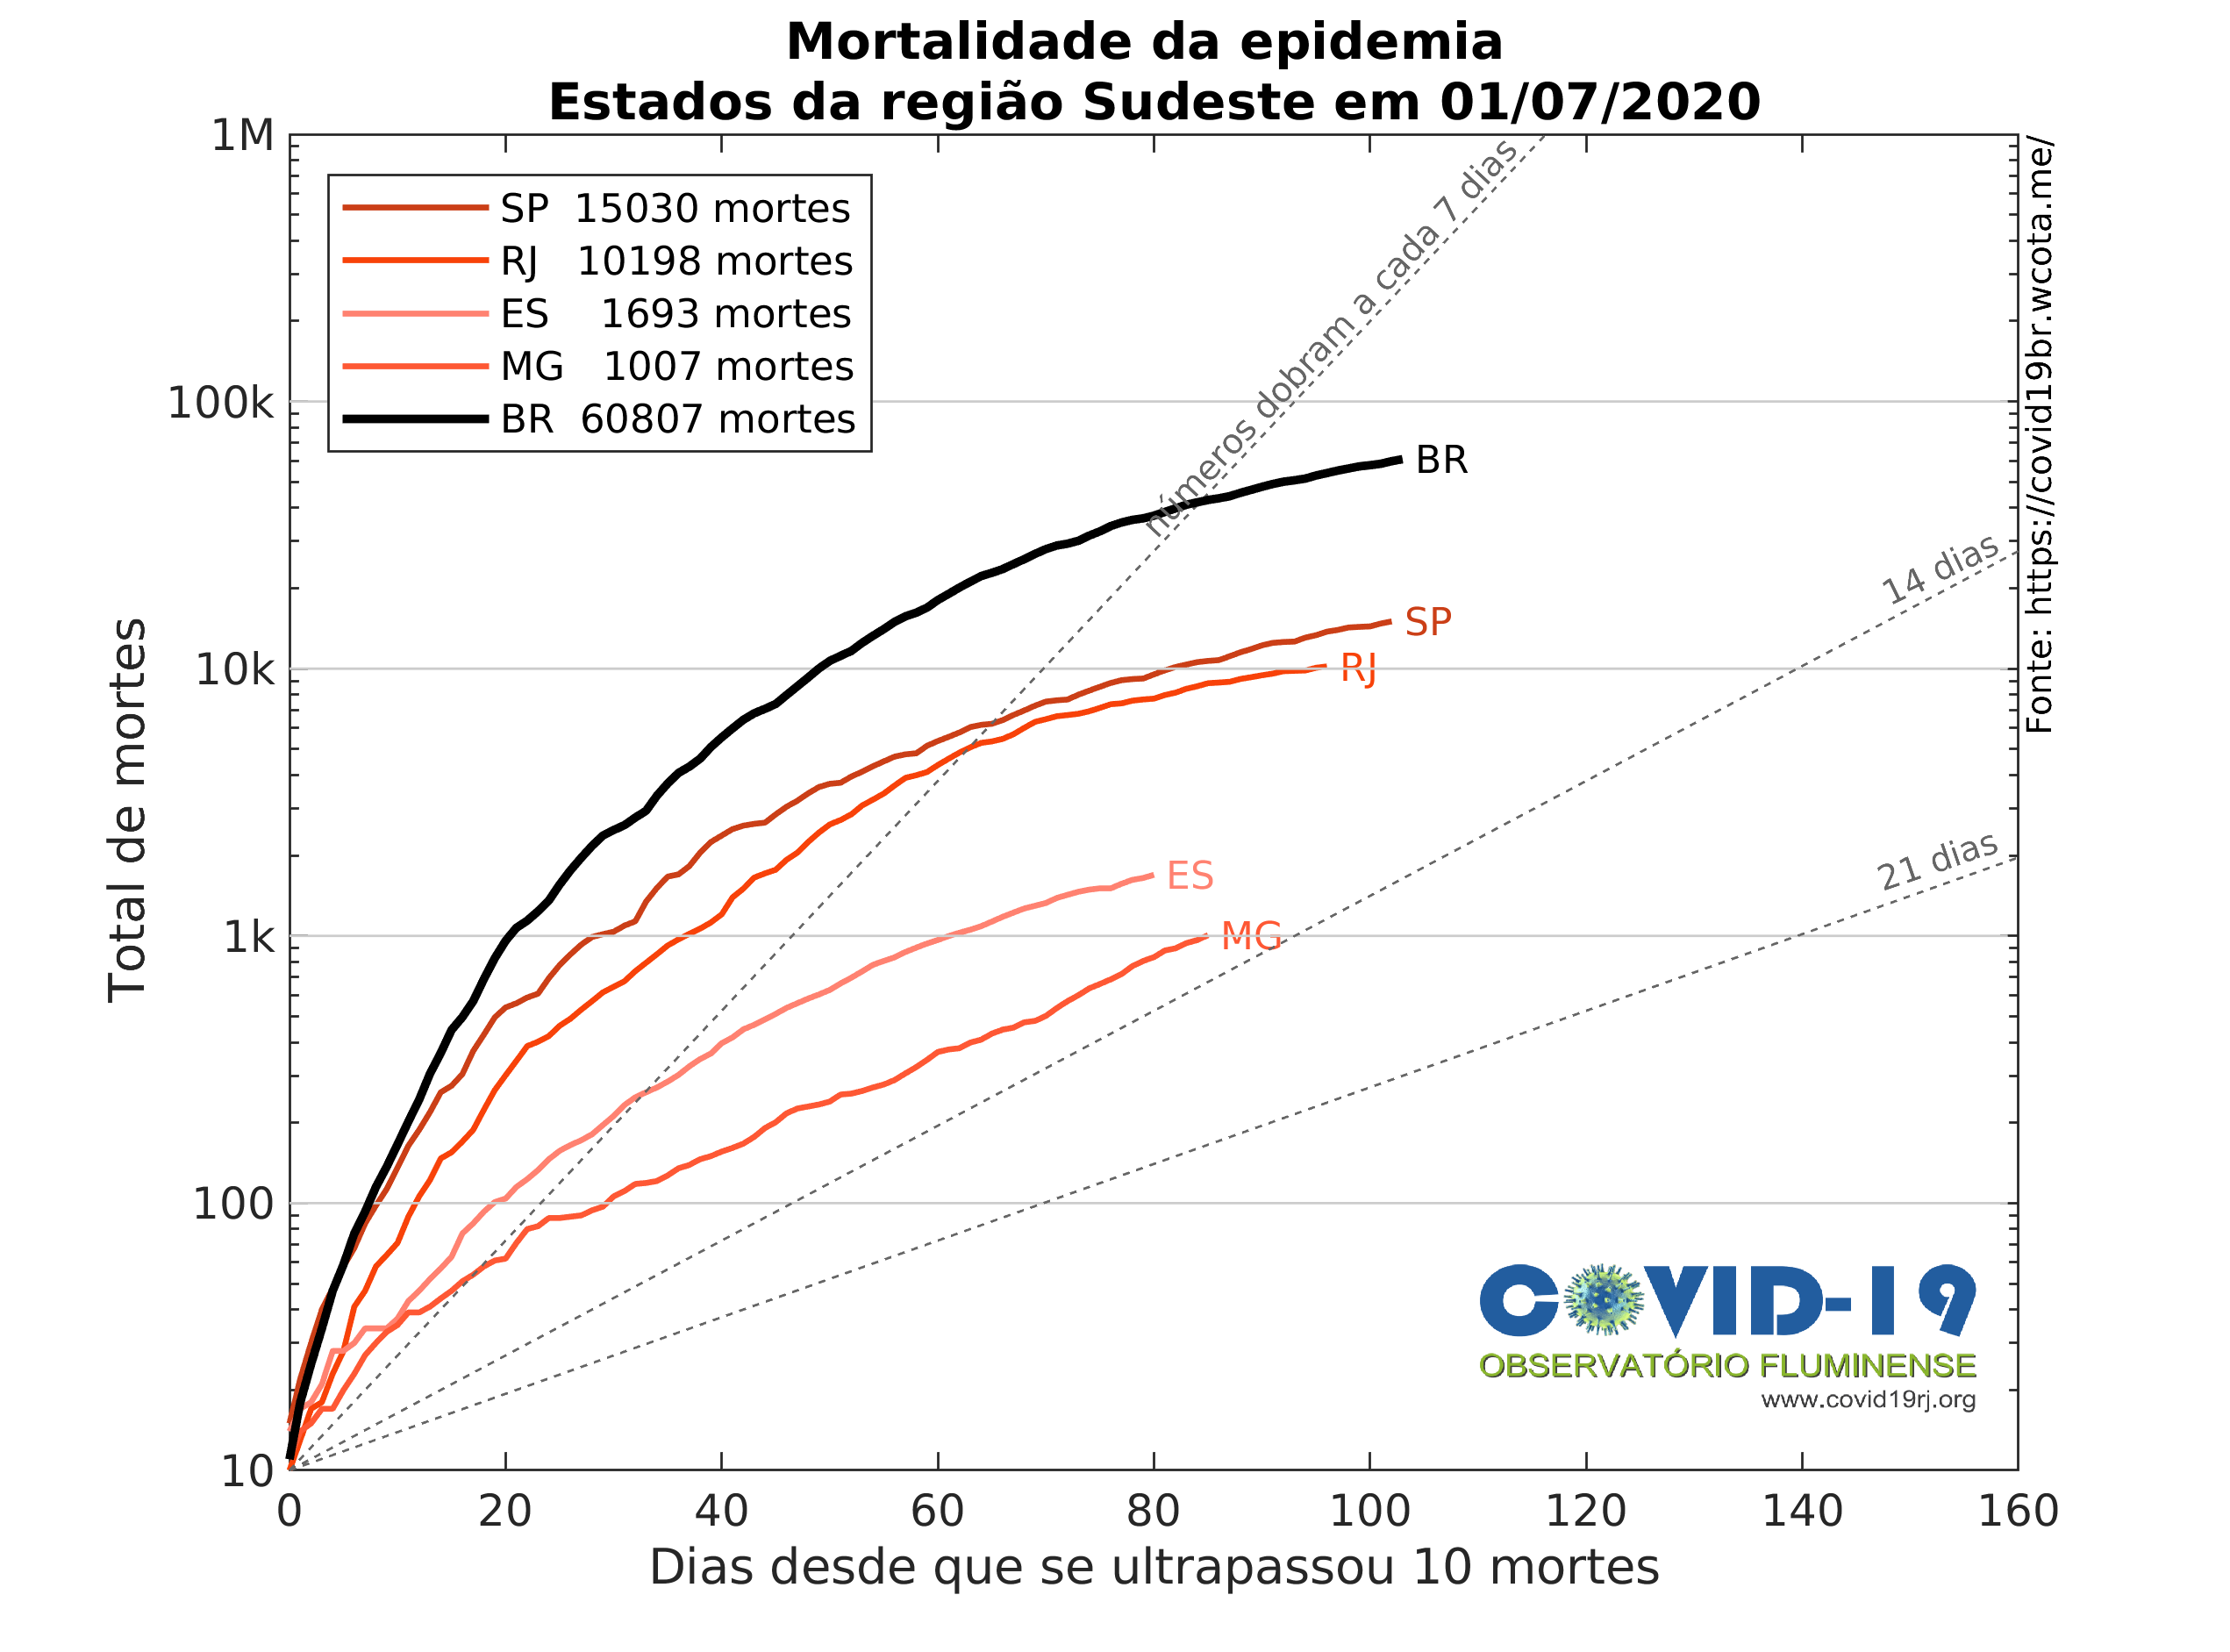 Mortalidade da epidemia
Estados da região Sudeste em 01/07/2020
1M
100k
10k
1k
100
10
Total de mortes
SP 15030 mortes
RJ 10198 mortes
ES 1693 mortes
MG 1007 mortes
BR 60807 mortes
números dobram a cada 7 dias
14 dias
21 dias
BR
SP
RJ
ES
MG
Fonte: https://covid19br.wcota.me/
COVID-19
OBSERVATÓRIO FLUMINENSE
www.covid19rj.org
0 20 40 60 80 100 120 140 160
Dias desde que se ultrapassou 10 mortes